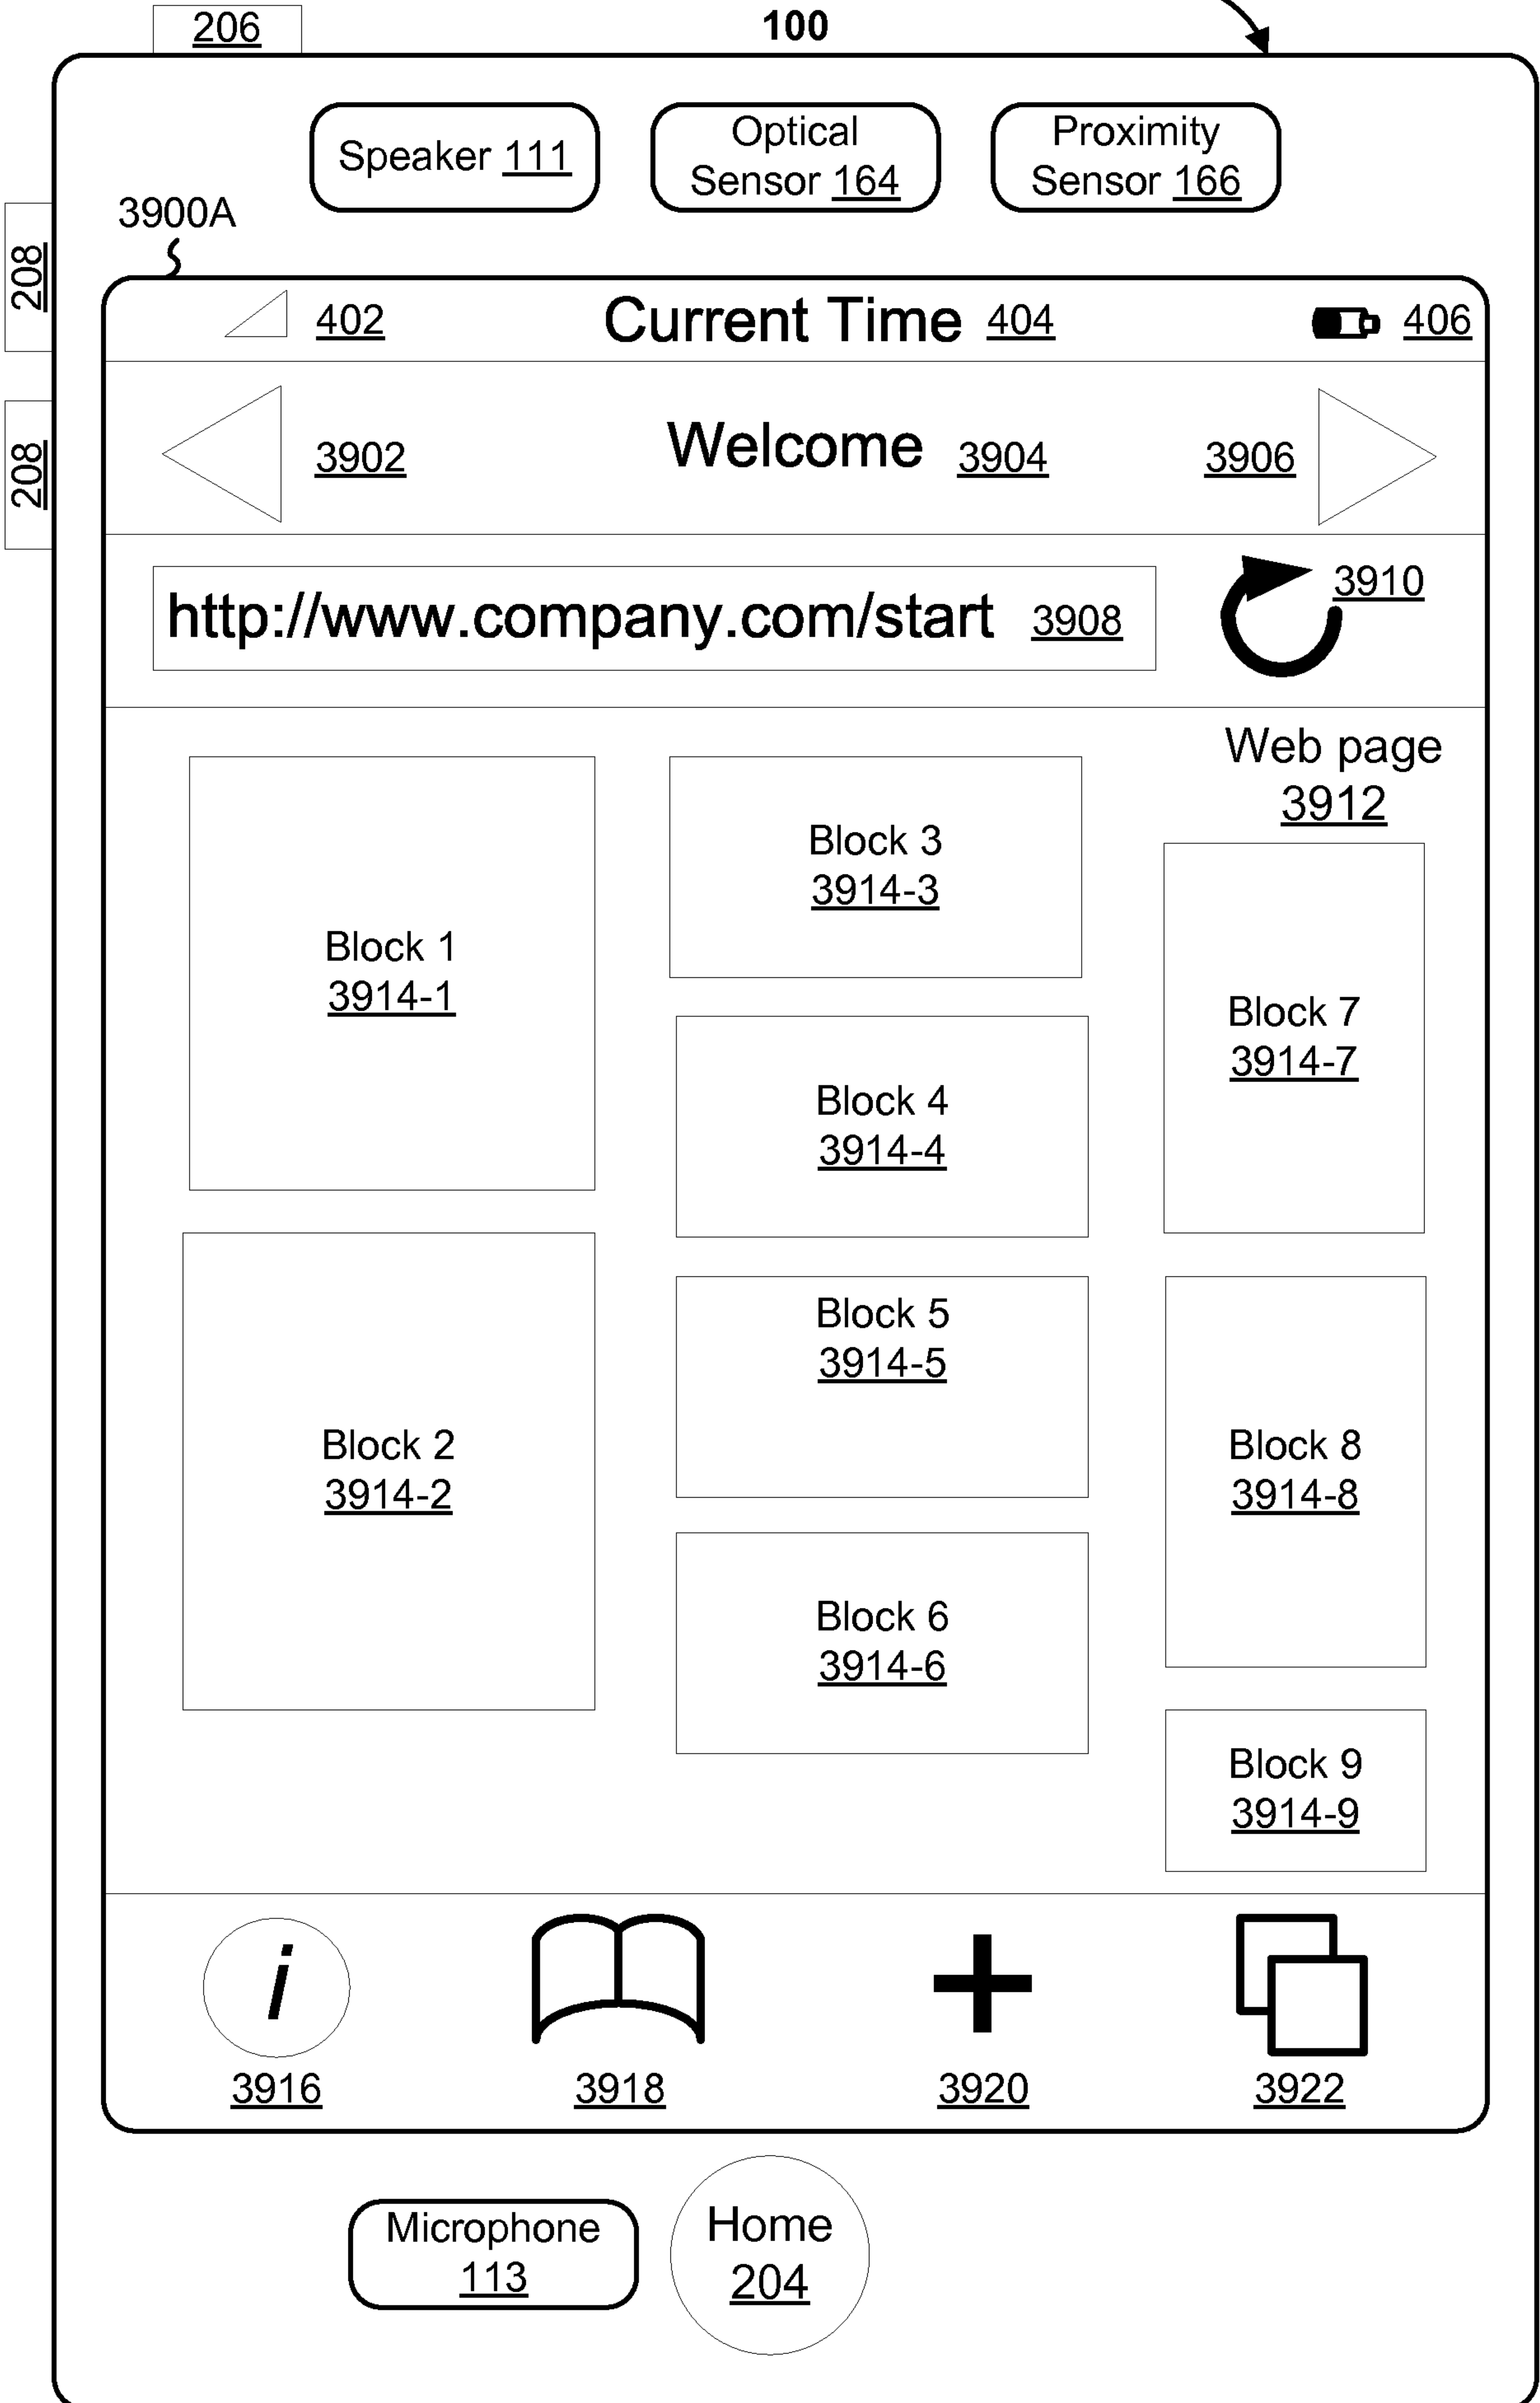 206
100
Speaker 111
Optical
Sensor 164
Proximity
Sensor 166
3900A
208
208
402
Current Time 404
406
3902
Welcome 3904
3906
http://www.company.com/start 3908
3910
Web page
3912
Block 1
3914-1
Block 2
3914-2
Block 3
3914-3
Block 4
3914-4
Block 5
3914-5
Block 6
3914-6
Block 7
3914-7
Block 8
3914-8
Block 9
3914-9
i
3916
3918
3920
3922
Microphone
113
Home
204